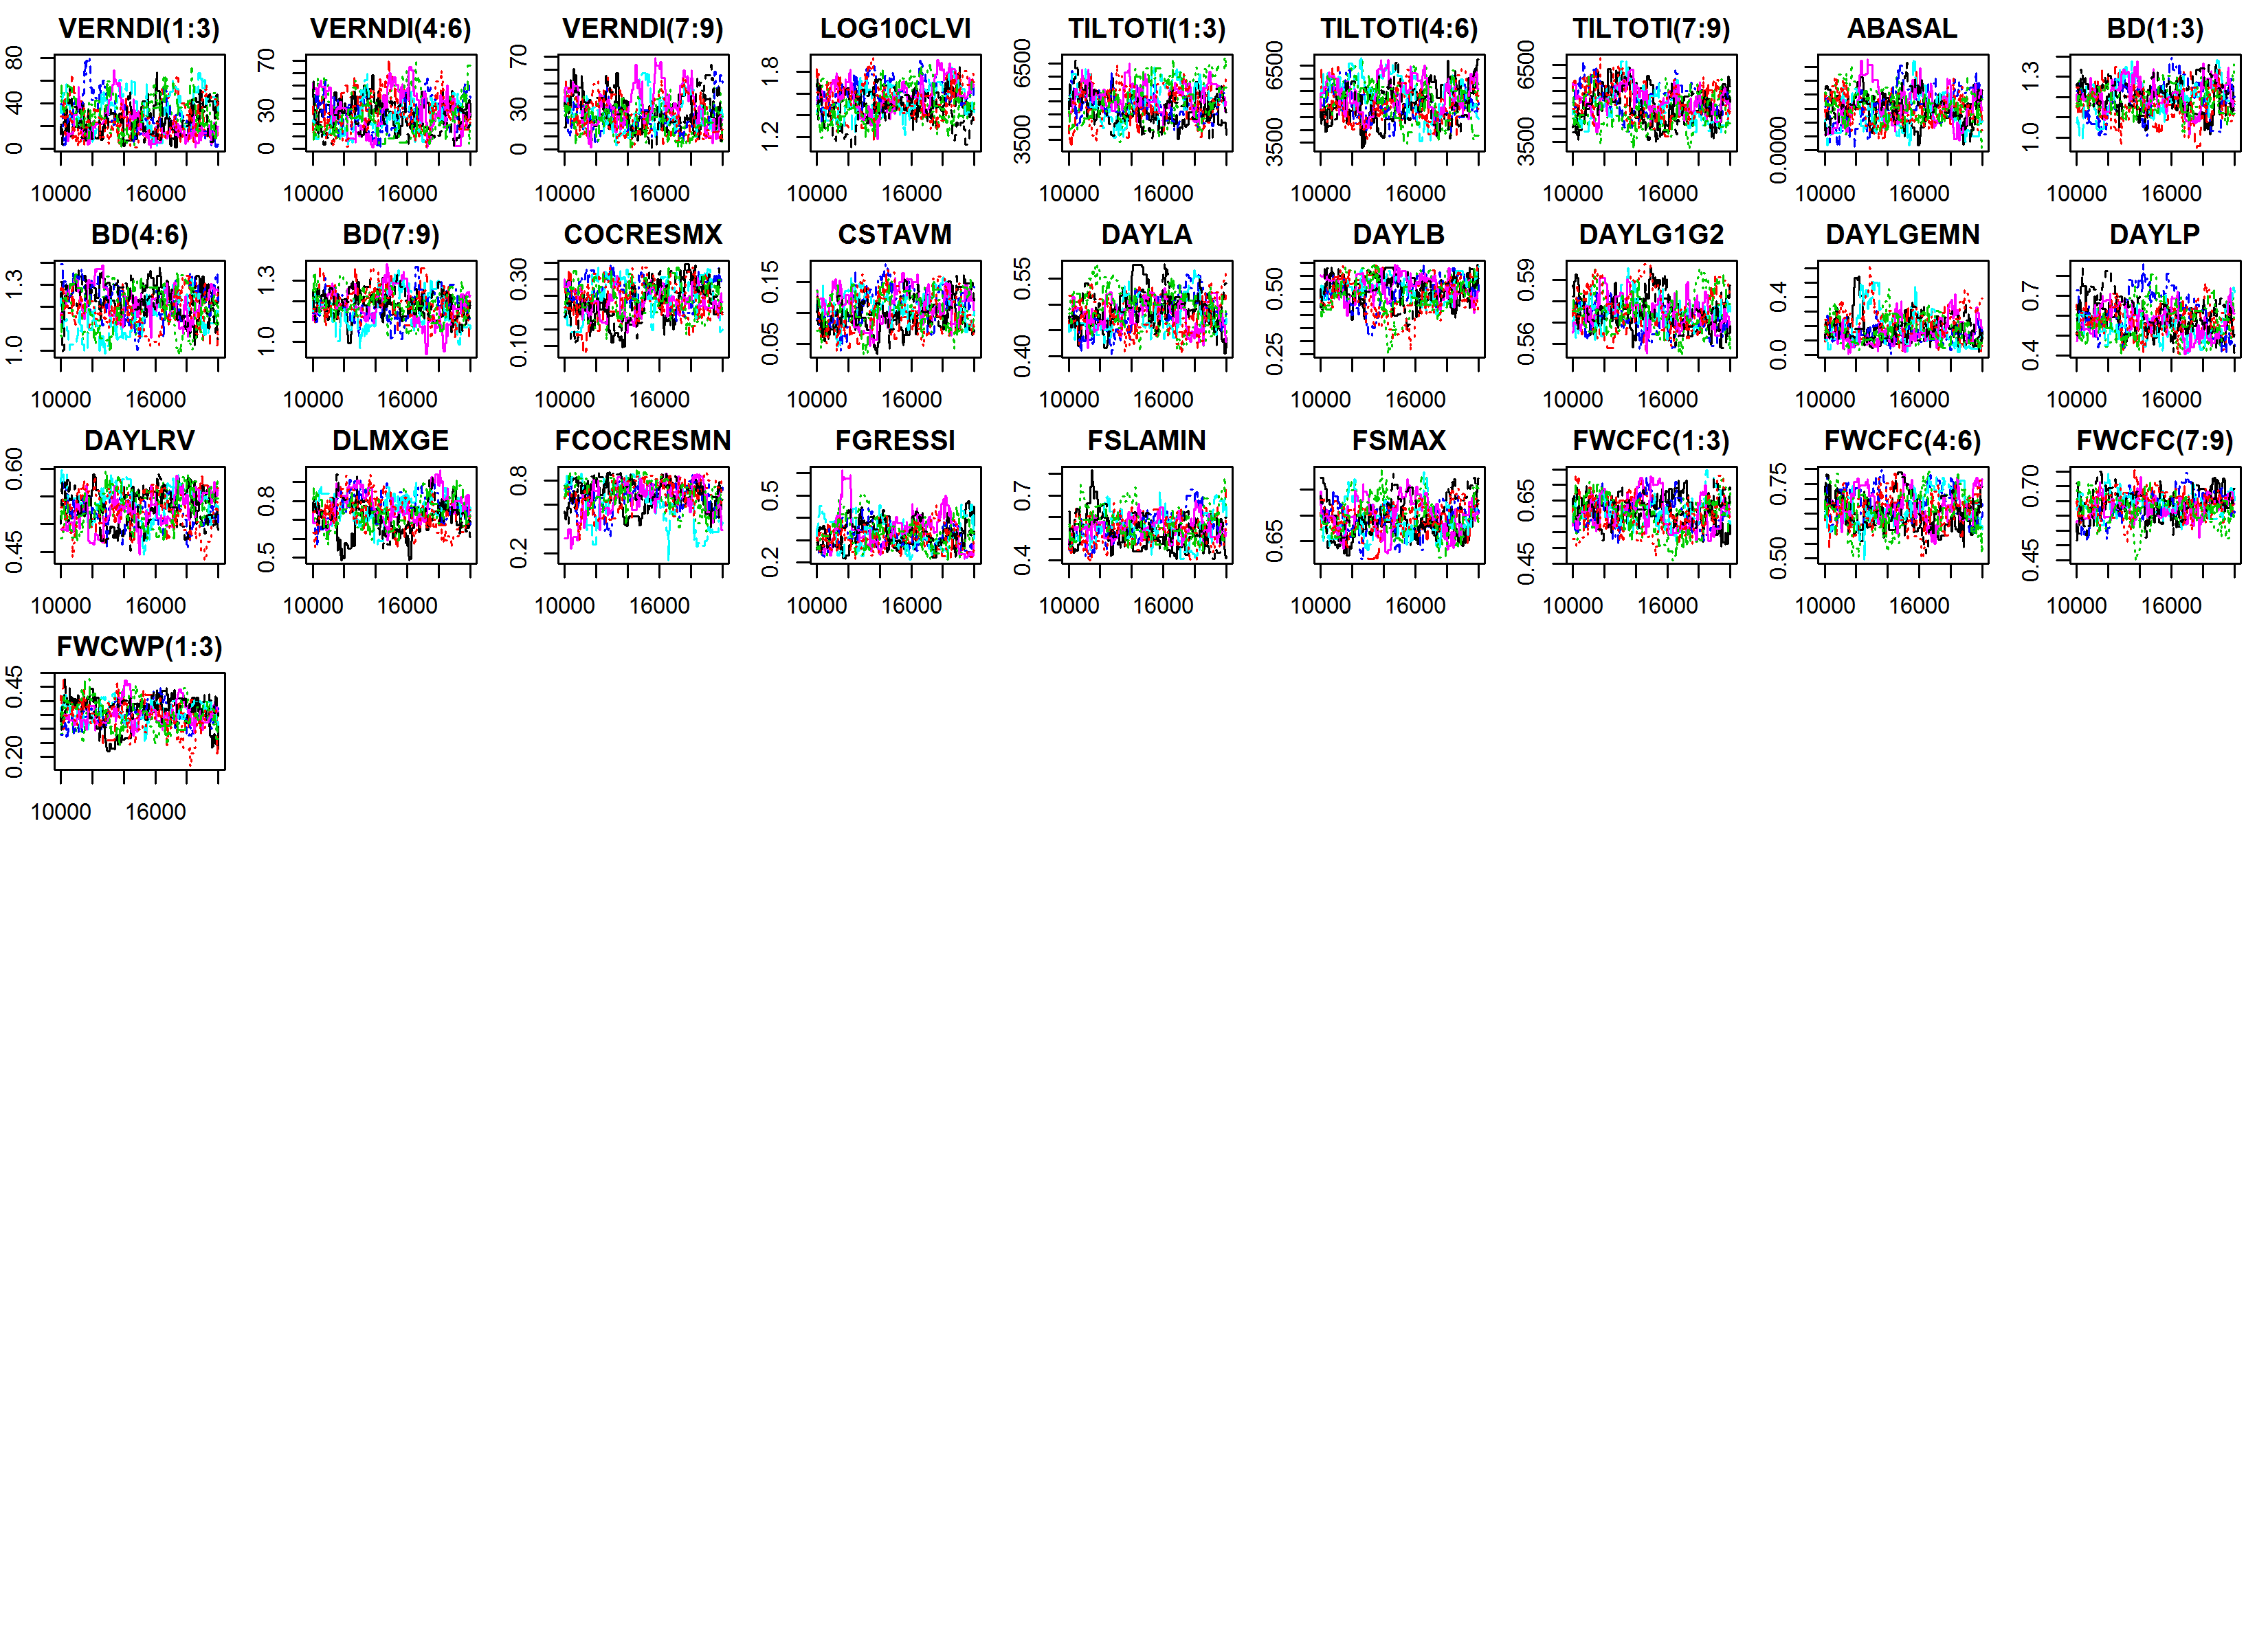 VERNDI(1:3) VERNDI(4:6) VERNDI(7:9) LOG10CLVI TILTOTI(1:3) TILTOTI(4:6) TILTOTI(7:9) ABASAL BD(1:3)
80 40 0 70 30 0 70 30 0 1.8 1.2 6500 3500 6500 3500 6500 3500 0.0000 1.3 1.0
10000 16000 10000 16000 10000 16000 10000 16000 10000 16000 10000 16000 10000 16000 10000 16000 10000 16000
BD(4:6) BD(7:9) COCRESMX CSTAVM DAYLA DAYLB DAYLG1G2 DAYLGEMN DAYLP
1.3 1.0 1.3 1.0 0.30 0.10 0.15 0.05 0.55 0.40 0.50 0.25 0.59 0.56 0.4 0.0 0.7 0.4
10000 16000 10000 16000 10000 16000 10000 16000 10000 16000 10000 16000 10000 16000 10000 16000 10000 16000
DAYLRV DLMXGE FCOCRESMN FGRESSI FSLAMIN FSMAX FWCFC(1:3) FWCFC(4:6) FWCFC(7:9)
0.60 0.45 0.8 0.5 0.8 0.2 0.5 0.2 0.7 0.4 0.65 0.65 0.45 0.75 0.50 0.70 0.45
10000 16000 10000 16000 10000 16000 10000 16000 10000 16000 10000 16000 10000 16000 10000 16000 10000 16000
FWCWP(1:3)
0.45 0.20
10000 16000